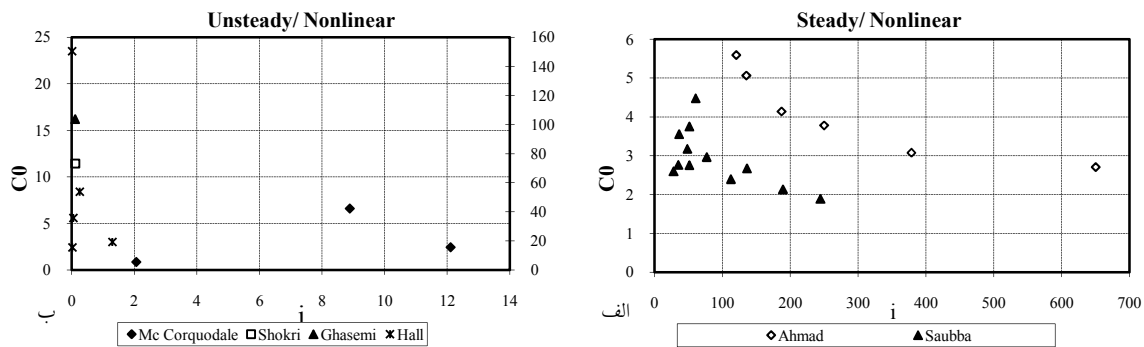 Unsteady/ Nonlinear
25
20
15
10
5
0
C0
160
140
120
100
80
60
40
20
0
0 2 4 6 8 10 12 14
i
ب
Mc Corquodale Shokri Ghasemi Hall
Steady/ Nonlinear
6
5
4
3
2
1
0
C0
0 100 200 300 400 500 600 700
i
الف
Ahmad Saubba